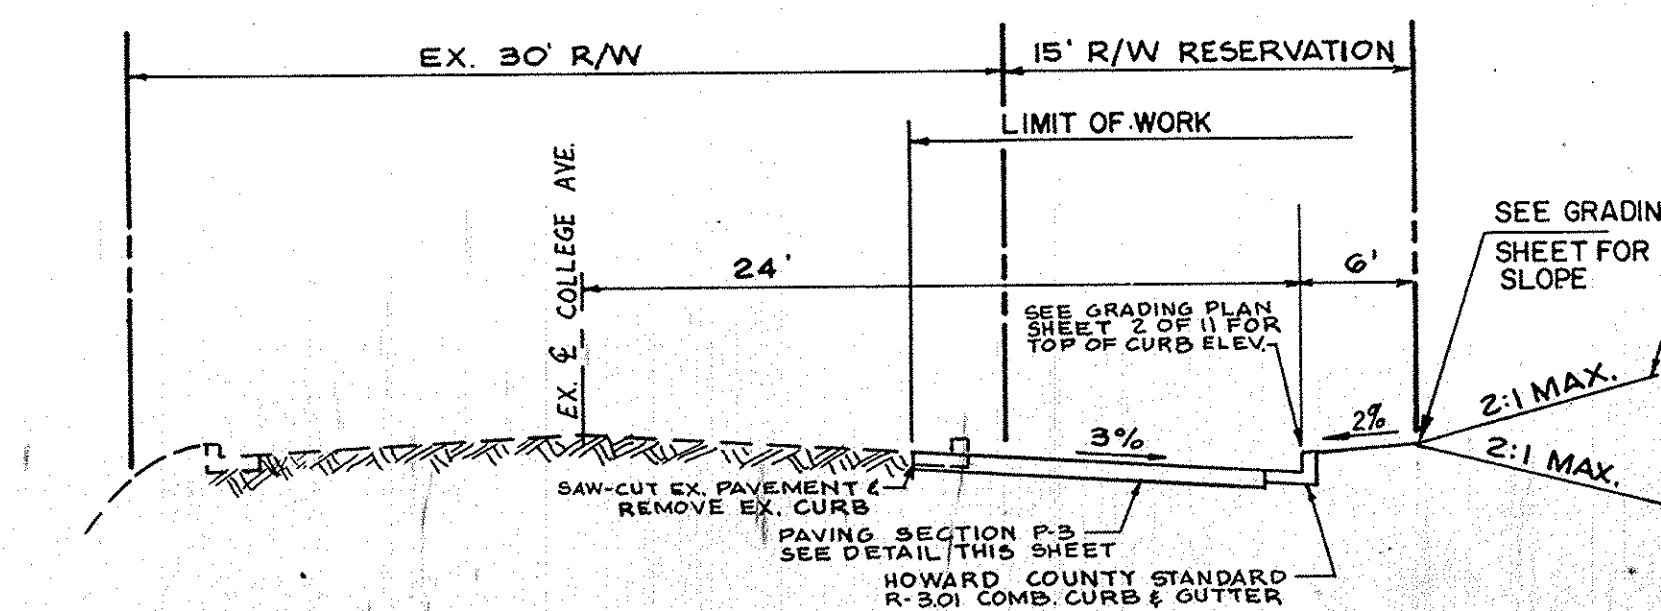 EX. 30' R/W
15' R/W RESERVATION
LIMIT OF WORK
EX. ℄ COLLEGE AVE.
24'
6'
SEE GRADIN
SHEET FOR
SLOPE
SEE GRADING PLAN
SHEET 2 OF 11 FOR
TOP OF CURB ELEV.
2:1 MAX.
2%
3%
2:1 MAX.
SAW-CUT EX. PAVEMENT &
REMOVE EX. CURB
PAVING SECTION P-3
SEE DETAIL THIS SHEET
HOWARD COUNTY STANDARD
R-3.01 COMB. CURB & GUTTER